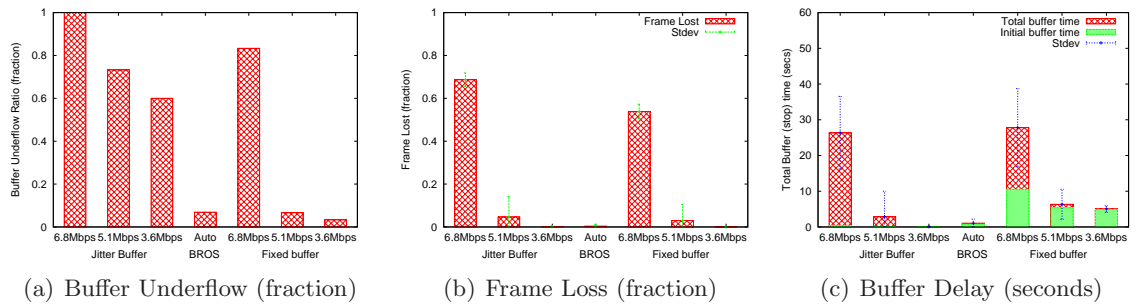 Buffer Underflow Ratio (fraction)
1
0.8
0.6
0.4
0.2
0
6.8Mbps 5.1Mbps 3.6Mbps Auto 6.8Mbps 5.1Mbps 3.6Mbps
Jitter Buffer BROS Fixed buffer
(a) Buffer Underflow (fraction)
Frame Lost (fraction)
1
0.8
0.6
0.4
0.2
0
Frame Lost
Stdev
6.8Mbps 5.1Mbps 3.6Mbps Auto 6.8Mbps 5.1Mbps 3.6Mbps
Jitter Buffer BROS Fixed buffer
(b) Frame Loss (fraction)
Total Buffer (stop) time (secs)
60
50
40
30
20
10
0
Total buffer time
Initial buffer time
Stdev
6.8Mbps 5.1Mbps 3.6Mbps Auto 6.8Mbps 5.1Mbps 3.6Mbps
Jitter Buffer BROS Fixed buffer
(c) Buffer Delay (seconds)